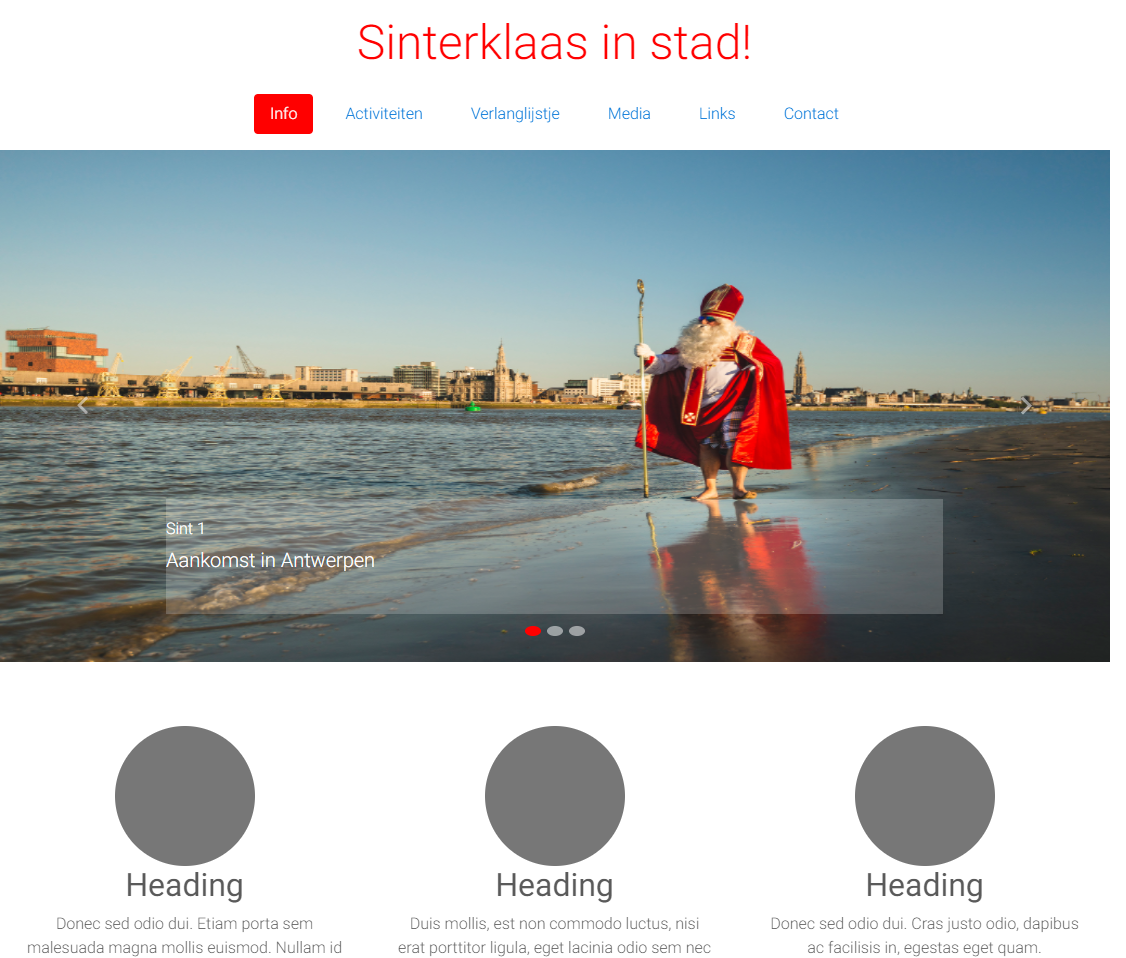 Sinterklaas in stad!
Info Activiteiten Verlanglijstje Media Links Contact
Sint 1
Aankomst in Antwerpen
Heading
Donec sed odio dui. Etiam porta sem
malesuada magna mollis euismod. Nullam id
Heading
Duis mollis, est non commodo luctus, nisi
erat porttitor ligula, eget lacinia odio sem nec
Heading
Donec sed odio dui. Cras justo odio, dapibus
ac facilisis in, egestas eget quam.